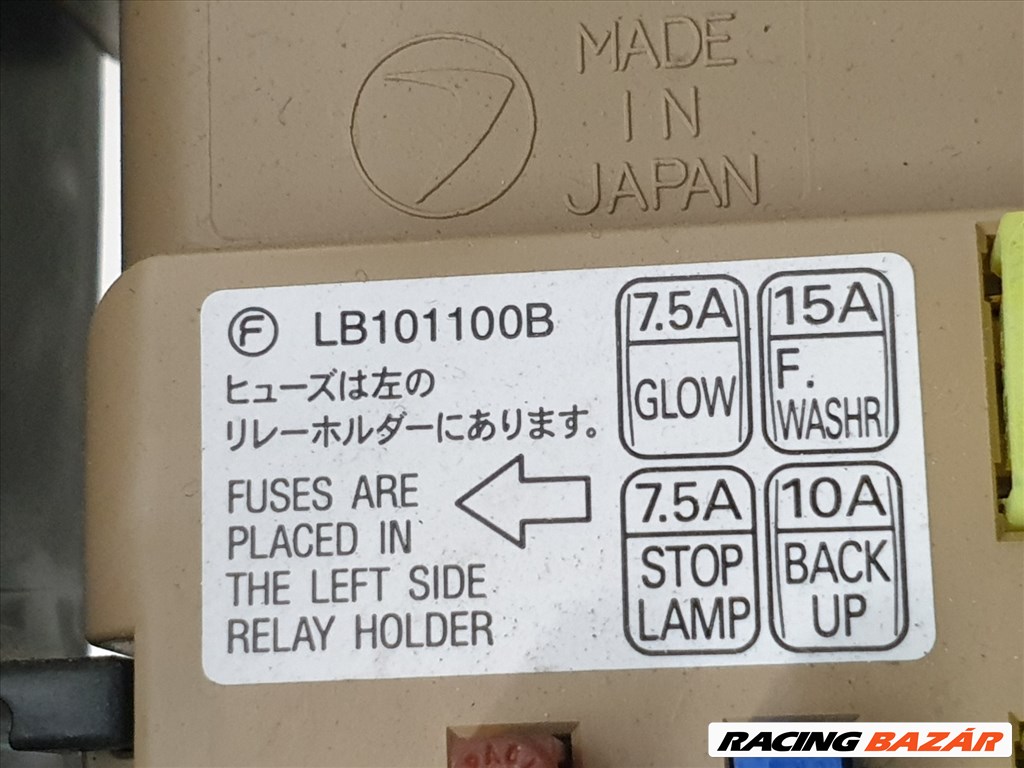 MADE
IN
JAPAN
Ⓕ LB101100B
ヒューズは左の
リレーホルダーにあります。
FUSES ARE
PLACED IN
THE LEFT SIDE
RELAY HOLDER
7.5A
GLOW
15A
F.
WASHR
7.5A
STOP
LAMP
10A
BACK
UP
RACING BAZÁR